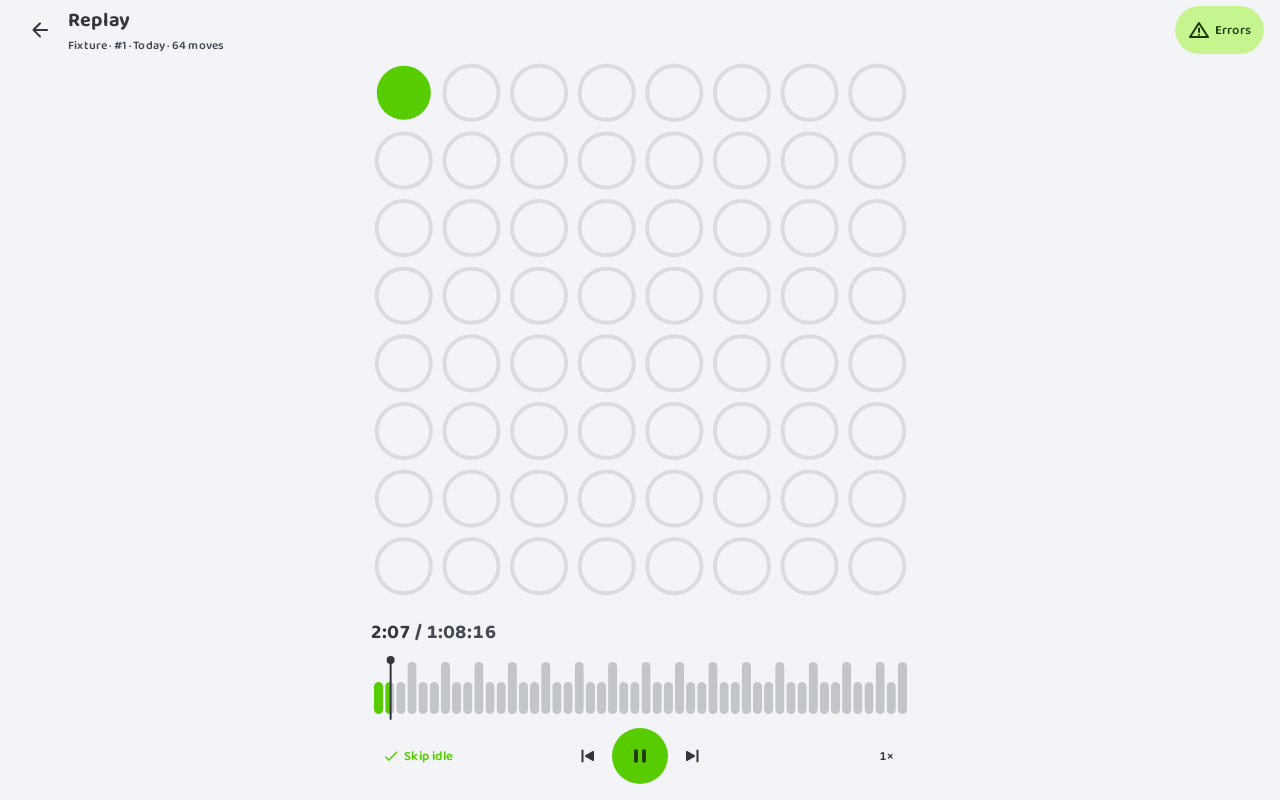 Replay
Fixture · #1 · Today · 64 moves
Errors
2:07 / 1:08:16
Skip idle
1×